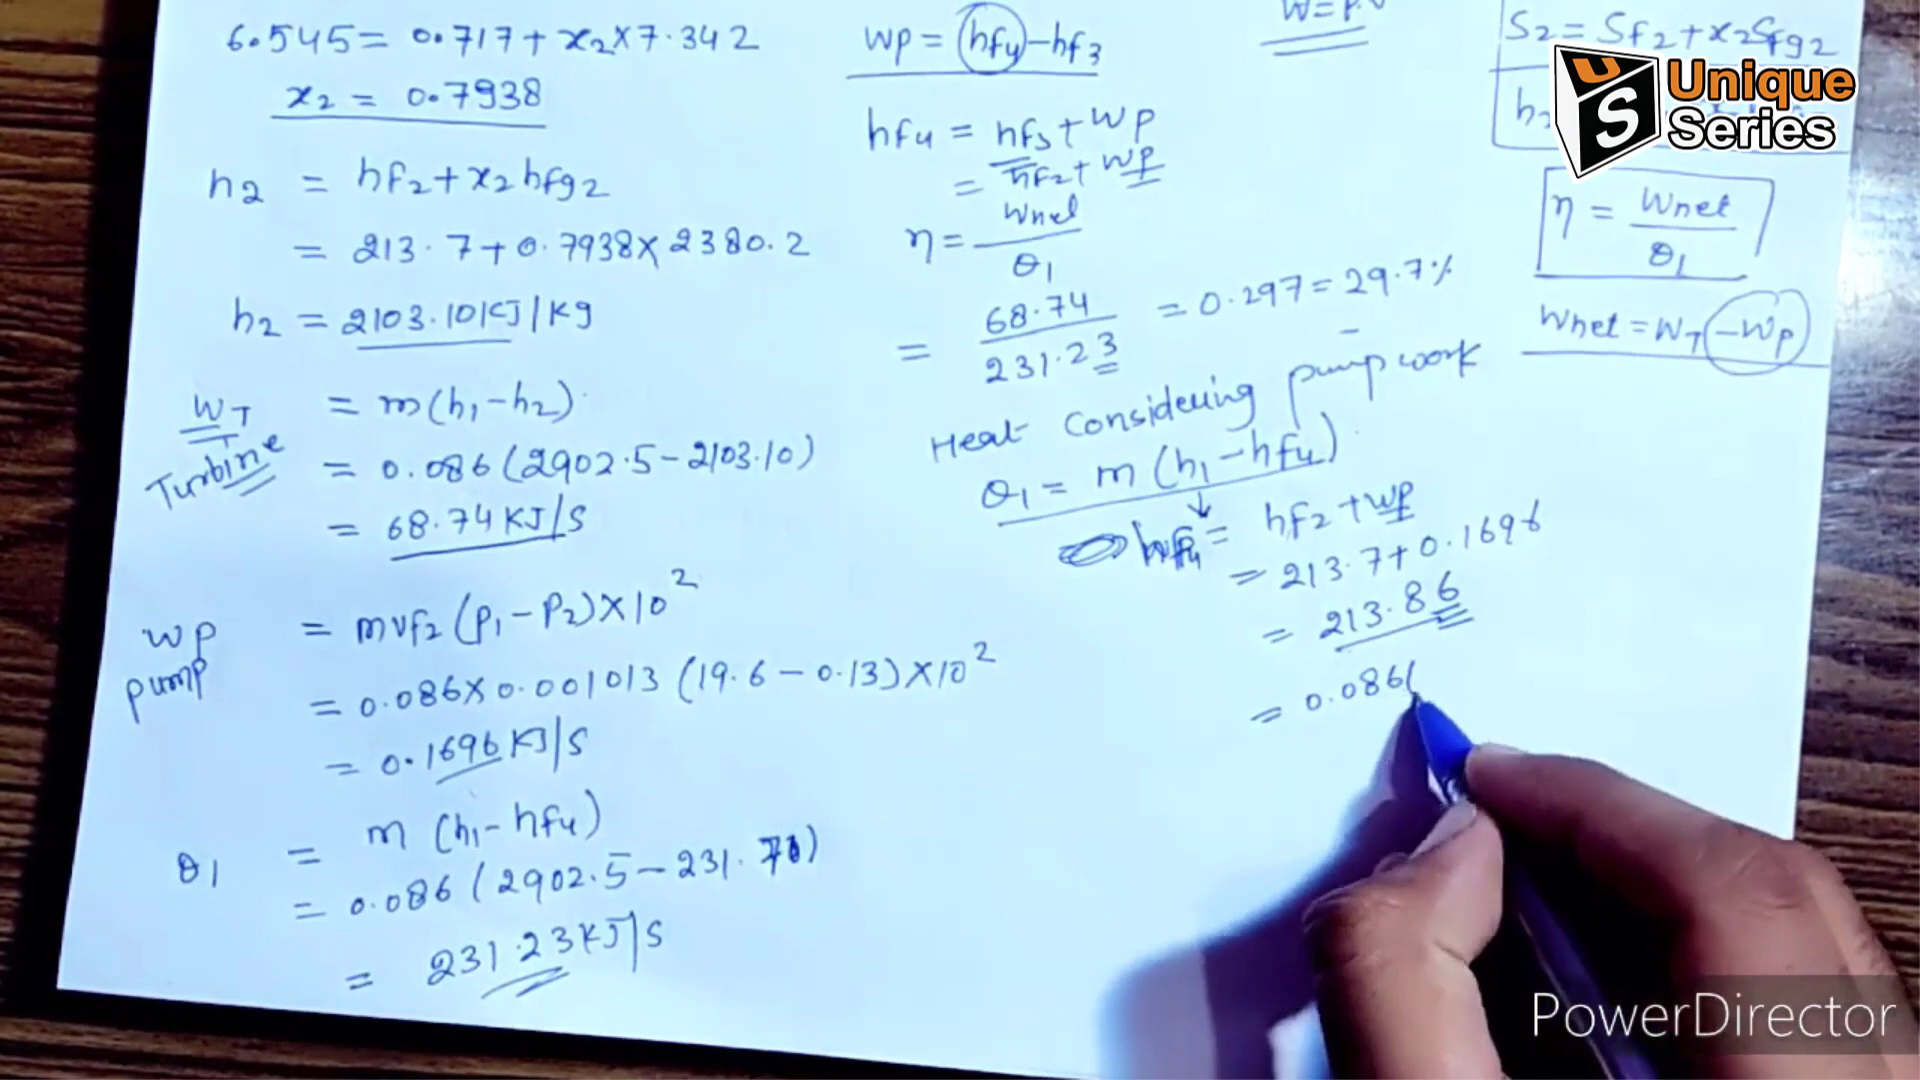 6.545 = 0.717 + x2 × 7.342
x2 = 0.7938
h2 = hf2 + x2 hfg2
= 213.7 + 0.7938 × 2380.2
h2 = 2103.10 KJ/Kg
WT = m(h1 - h2)
Turbine
= 0.086 (2902.5 - 2103.10)
= 68.74 KJ/S
WP = m vf2 (P1 - P2) × 10^2
pump
= 0.086 × 0.001013 (19.6 - 0.13) × 10^2
= 0.1696 KJ/S
θ1 = m (h1 - hf4)
= 0.086 (2902.5 - 231.71)
= 231.23 KJ/S
WP = hf4 - hf3
hf4 = hf3 + WP
= hf2 + WP
η = Wnet / θ1
= 68.74 / 231.23 = 0.297 = 29.7%
Heat Considering pump work
θ1 = m (h1 - hf4)
hf4 = hf2 + WP
= 213.7 + 0.1696
= 213.86
= 0.086(
S2 = Sf2 + x2 Sfg2
h2
η = Wnet / θ1
Wnet = WT - WP
U
S
Unique
Series
PowerDirector